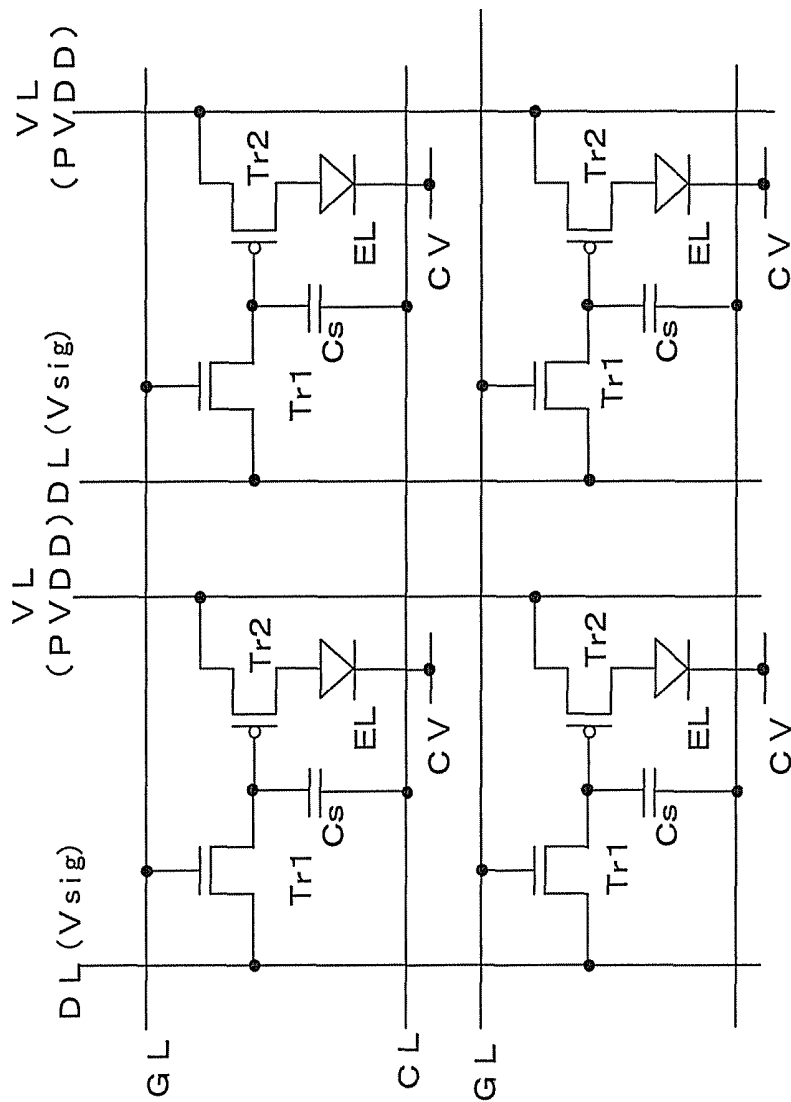 VL
VL
DL (Vsig)
(PVDD)
DL (Vsig)
(PVDD)
GL
Tr2
Tr2
Tr1
Tr1
Cs
Cs
EL
EL
CL
CV
CV
GL
Tr2
Tr2
Tr1
Tr1
Cs
Cs
EL
EL
CV
CV